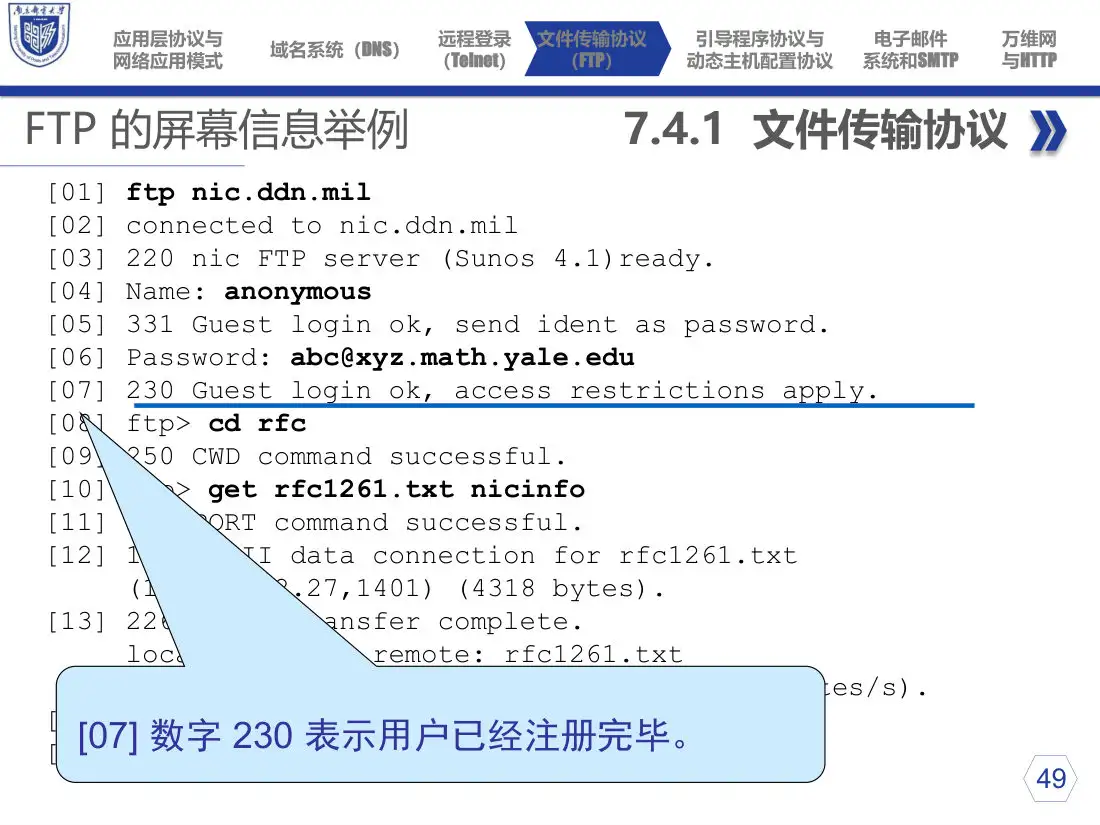 应用层协议与
网络应用模式
域名系统（DNS）
远程登录
（Telnet）
文件传输协议
（FTP）
引导程序协议与
动态主机配置协议
电子邮件
系统和SMTP
万维网
与HTTP
FTP 的屏幕信息举例
7.4.1 文件传输协议
[01] ftp nic.ddn.mil
[02] connected to nic.ddn.mil
[03] 220 nic FTP server (Sunos 4.1)ready.
[04] Name: anonymous
[05] 331 Guest login ok, send ident as password.
[06] Password: abc@xyz.math.yale.edu
[07] 230 Guest login ok, access restrictions apply.
[08] ftp> cd rfc
[09] 250 CWD command successful.
[10] > get rfc1261.txt nicinfo
[11] PORT command successful.
[12] 1 II data connection for rfc1261.txt
(1 .27,1401) (4318 bytes).
[13] 226 ansfer complete.
loca remote: rfc1261.txt
tes/s).
[07] 数字 230 表示用户已经注册完毕。
49